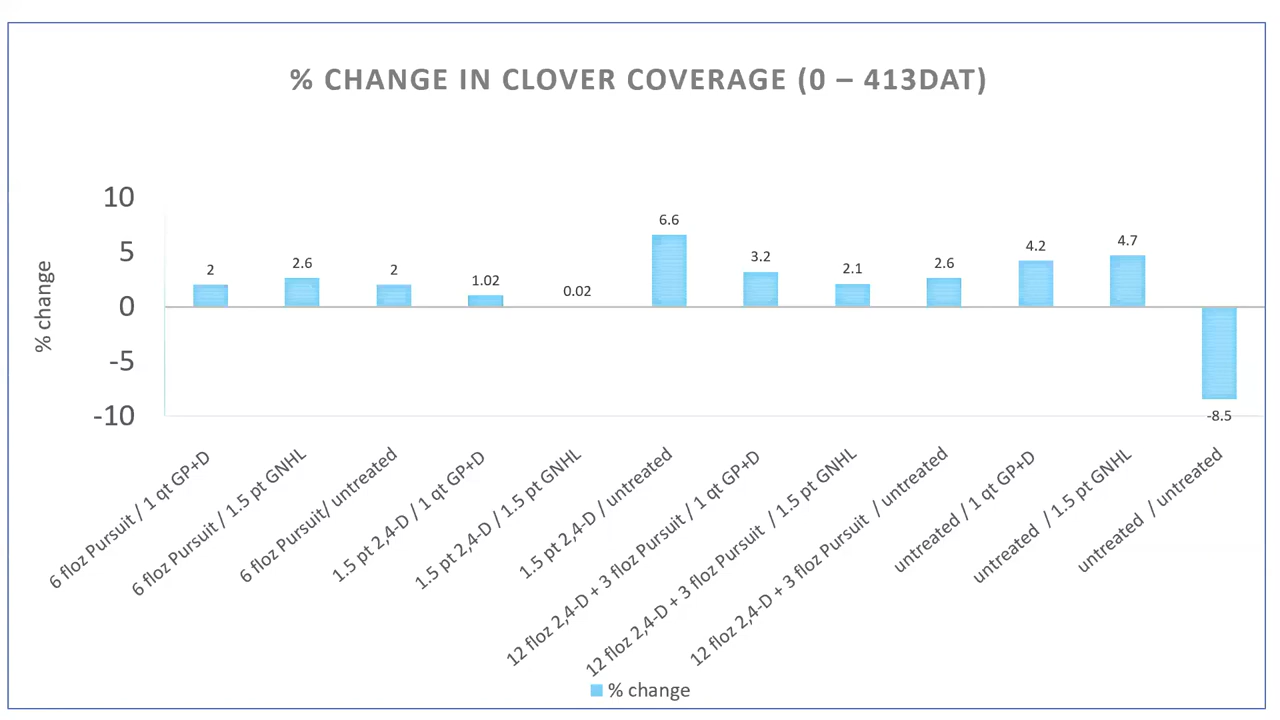 % CHANGE IN CLOVER COVERAGE (0 – 413DAT)
10
5
0
-5
-10
% change
2
2.6
2
1.02
0.02
6.6
3.2
2.1
2.6
4.2
4.7
-8.5
6 floz Pursuit / 1 qt GP+D
6 floz Pursuit / 1.5 pt GNHL
6 floz Pursuit/ untreated
1.5 pt 2,4-D / 1 qt GP+D
1.5 pt 2,4-D / 1.5 pt GNHL
1.5 pt 2,4-D / untreated
12 floz 2,4-D + 3 floz Pursuit / 1 qt GP+D
12 floz 2,4-D + 3 floz Pursuit / 1.5 pt GNHL
12 floz 2,4-D + 3 floz Pursuit / untreated
untreated / 1 qt GP+D
untreated / 1.5 pt GNHL
untreated / untreated
% change